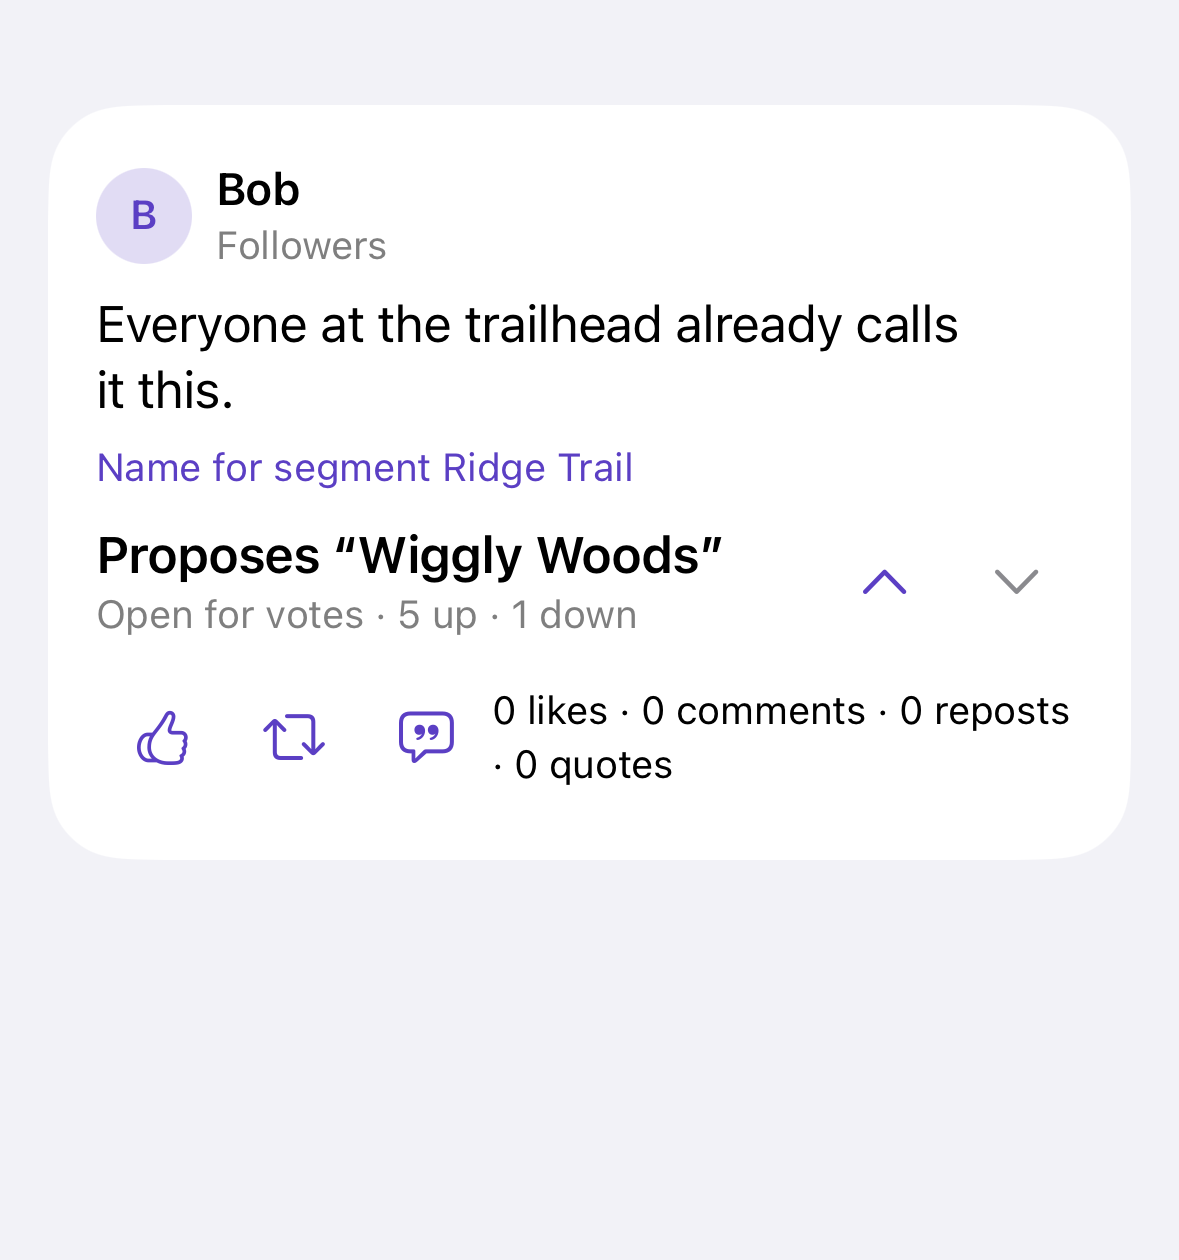 B
Bob
Followers
Everyone at the trailhead already calls
it this.
Name for segment Ridge Trail
Proposes “Wiggly Woods”
Open for votes · 5 up · 1 down
0 likes · 0 comments · 0 reposts
· 0 quotes